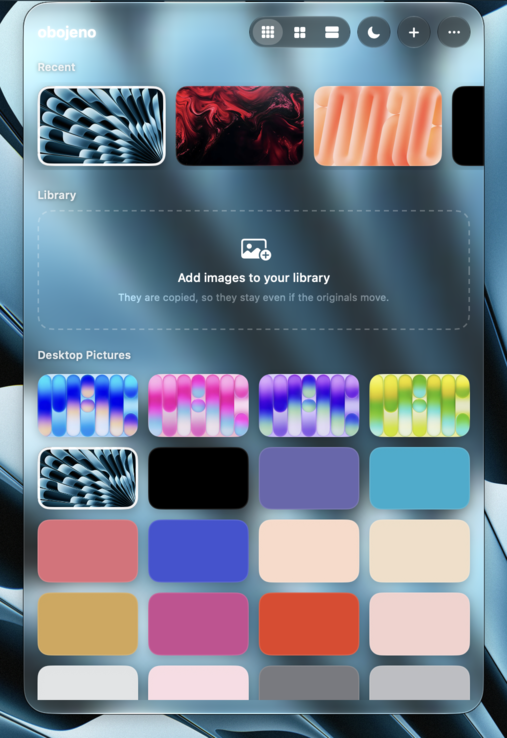 obojeno
Recent
Library
Add images to your library
They are copied, so they stay even if the originals move.
Desktop Pictures